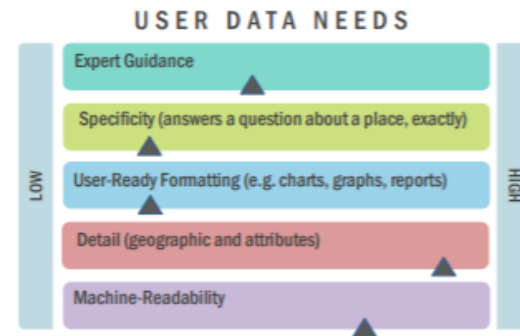 USER DATA NEEDS
Expert Guidance
Specificity (answers a question about a place, exactly)
User-Ready Formatting (e.g. charts, graphs, reports)
Detail (geographic and attributes)
Machine-Readability
LOW
HIGH